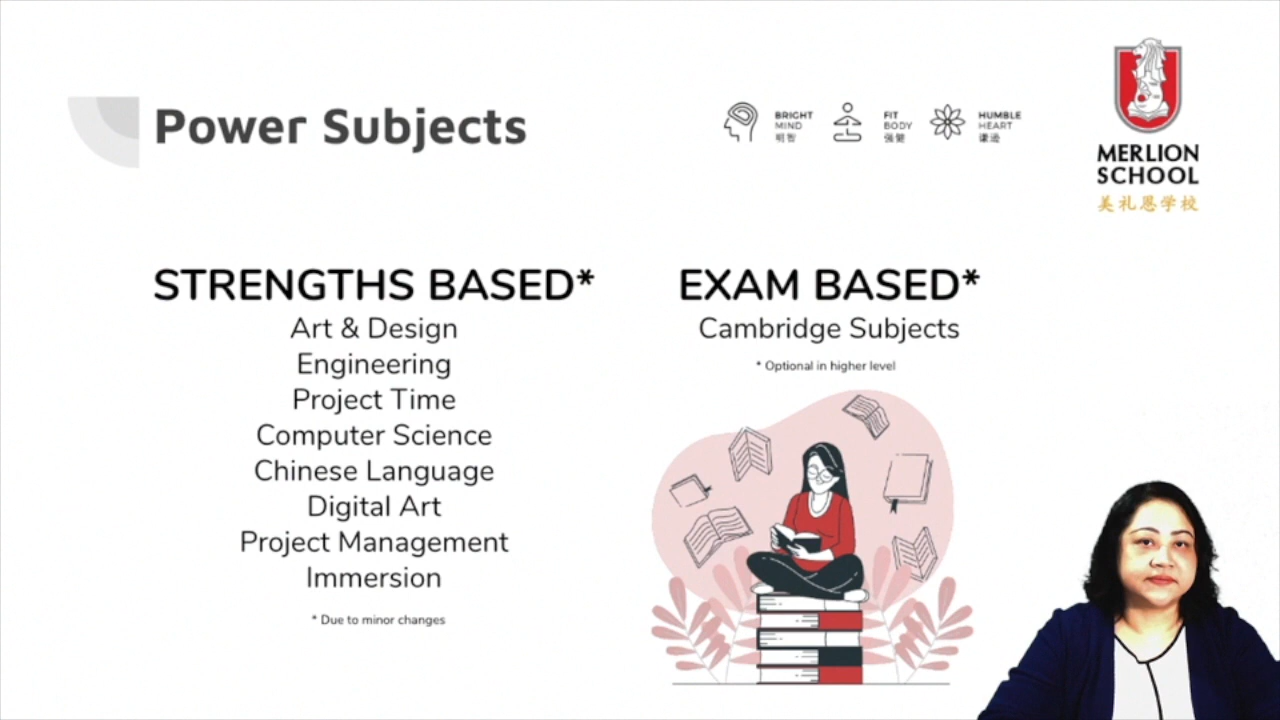 Power Subjects
BRIGHT
MIND
明智
FIT
BODY
强健
HUMBLE
HEART
谦逊
MERLION
SCHOOL
美礼恩学校
STRENGTHS BASED*
Art & Design
Engineering
Project Time
Computer Science
Chinese Language
Digital Art
Project Management
Immersion
* Due to minor changes
EXAM BASED*
Cambridge Subjects
* Optional in higher level